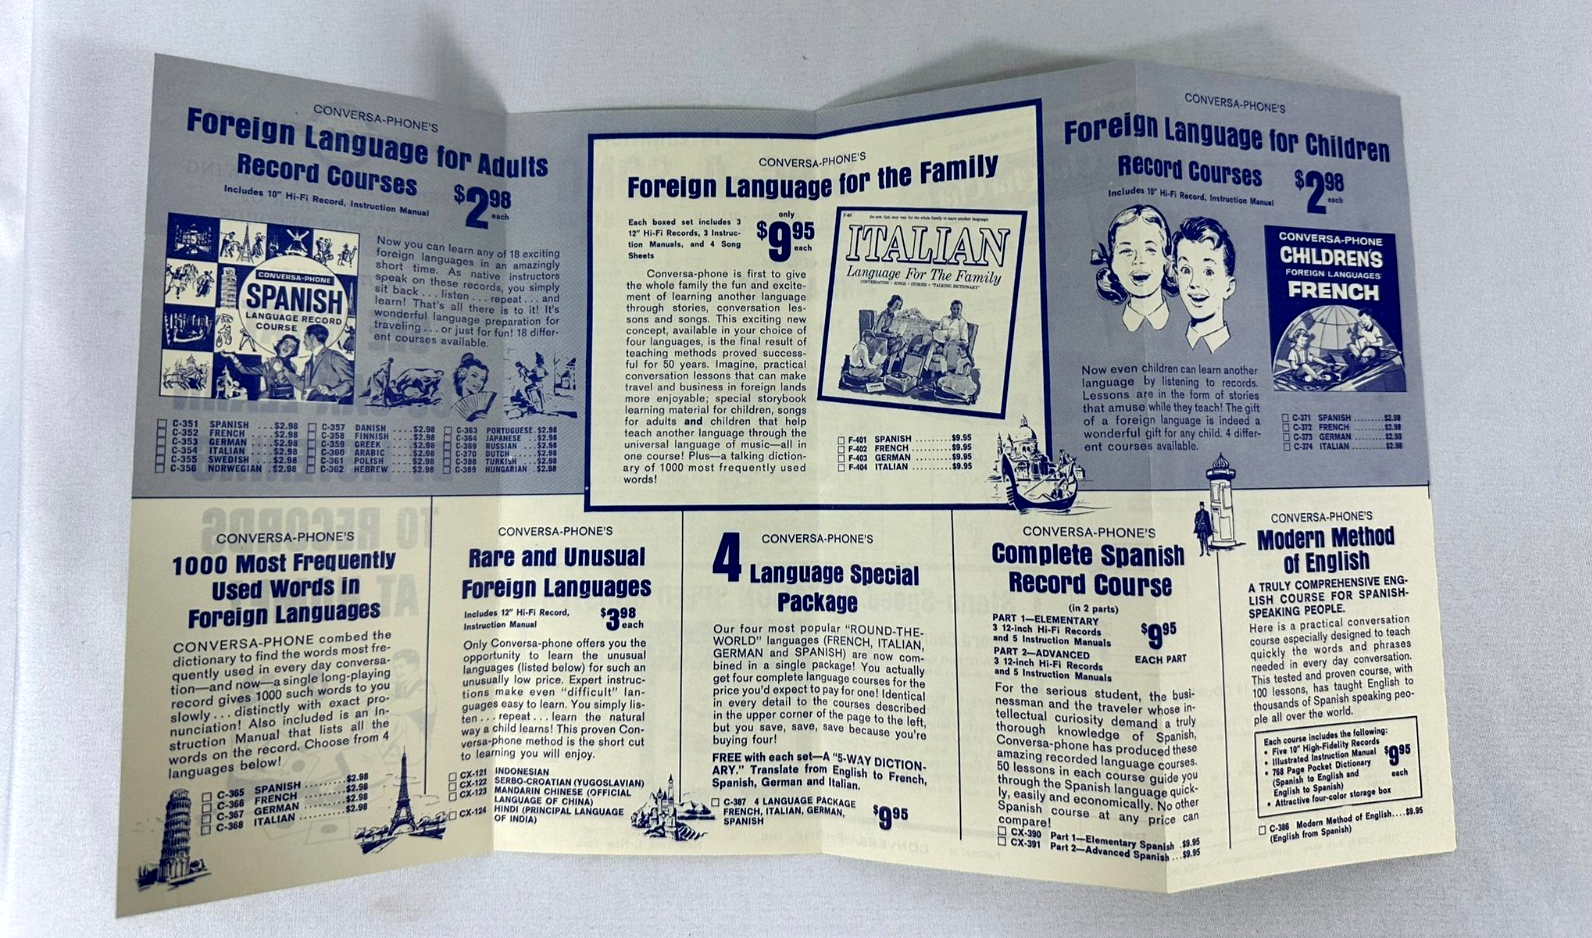 CONVERSA-PHONE'S
Foreign Language for Adults
Record Courses
$2.98 each
Includes 10" Hi-Fi Record, Instruction Manual
CONVERSA-PHONE
SPANISH
LANGUAGE RECORD
COURSE
Now you can learn any of 18 exciting
foreign languages in an amazingly
short time. As native instructors
speak on these records, you simply
sit back . . . listen . . . repeat . . . and
learn! That's all there is to it! It's
wonderful language preparation for
traveling . . . or just for fun! 18 differ-
ent courses available.
C-351 SPANISH . . . . $2.98
C-352 FRENCH . . . . $2.98
C-353 GERMAN . . . . $2.98
C-354 ITALIAN . . . . $2.98
C-355 SWEDISH . . . . $2.98
C-356 NORWEGIAN . $2.98
C-357 DANISH . . . . $2.98
C-358 FINNISH . . . . $2.98
C-359 GREEK . . . . $2.98
C-360 ARABIC . . . . $2.98
C-361 POLISH . . . . $2.98
C-362 HEBREW . . . . $2.98
C-363 PORTUGUESE . $2.98
C-364 JAPANESE . . . $2.98
C-369 RUSSIAN . . . . $2.98
C-370 DUTCH . . . . $2.98
C-388 TURKISH . . . . $2.98
C-389 HUNGARIAN . . $2.98
CONVERSA-PHONE'S
Foreign Language for the Family
Each boxed set includes 3
12" Hi-Fi Records, 3 Instruc-
tion Manuals, and 4 Song
Sheets
only
$9.95
each
Conversa-phone is first to give
the whole family the fun and excite-
ment of learning another language
through stories, conversation les-
sons and songs. This exciting new
concept, available in your choice of
four languages, is the final result of
teaching methods proved success-
ful for 50 years. Imagine, practical
conversation lessons that can make
travel and business in foreign lands
more enjoyable; special storybook
learning material for children, songs
for adults and children that help
teach another language through the
universal language of music—all in
one course! Plus—a talking diction-
ary of 1000 most frequently used
words!
the new, fast, easy way for the whole family to learn another language
ITALIAN
Language For The Family
CONVERSATION • SONGS • STORIES • "TALKING DICTIONARY"
F-401 SPANISH . . . . $9.95
F-402 FRENCH . . . . $9.95
F-403 GERMAN . . . . $9.95
F-404 ITALIAN . . . . $9.95
CONVERSA-PHONE'S
Foreign Language for Children
Record Courses
$2.98 each
Includes 10" Hi-Fi Record, Instruction Manual
CONVERSA-PHONE
CHILDREN'S
FOREIGN LANGUAGES
FRENCH
Now even children can learn another
language by listening to records.
Lessons are in the form of stories
that amuse while they teach! The gift
of a foreign language is indeed a
wonderful gift for any child. 4 differ-
ent courses available.
C-371 SPANISH . . . . $2.98
C-372 FRENCH . . . . $2.98
C-373 GERMAN . . . . $2.98
C-374 ITALIAN . . . . $2.98
CONVERSA-PHONE'S
1000 Most Frequently
Used Words in
Foreign Languages
CONVERSA-PHONE combed the
dictionary to find the words most fre-
quently used in every day conversa-
tion—and now—a single long-playing
record gives 1000 such words to you
slowly . . . distinctly with exact pro-
nunciation! Also included is an In-
struction Manual that lists all the
words on the record. Choose from 4
languages below!
C-365 SPANISH . . . . $2.98
C-366 FRENCH . . . . $2.98
C-367 GERMAN . . . . $2.98
C-368 ITALIAN . . . . $2.98
CONVERSA-PHONE'S
Rare and Unusual
Foreign Languages
Includes 12" Hi-Fi Record,
Instruction Manual
$3.98
each
Only Conversa-phone offers you the
opportunity to learn the unusual
languages (listed below) for such an
unusually low price. Expert instruc-
tions make even "difficult" lan-
guages easy to learn. You simply lis-
ten . . . repeat . . . learn the natural
way a child learns! This proven Con-
versa-phone method is the short cut
to learning you will enjoy.
CX-121 INDONESIAN
CX-122 SERBO-CROATIAN (YUGOSLAVIAN)
CX-123 MANDARIN CHINESE (OFFICIAL
LANGUAGE OF CHINA)
CX-124 HINDI (PRINCIPAL LANGUAGE
OF INDIA)
CONVERSA-PHONE'S
4 Language Special
Package
Our four most popular "ROUND-THE-
WORLD" languages (FRENCH, ITALIAN,
GERMAN and SPANISH) are now com-
bined in a single package! You actually
get four complete language courses for the
price you'd expect to pay for one! Identical
in every detail to the courses described
in the upper corner of the page to the left,
but you save, save, save because you're
buying four!
FREE with each set—A "5-WAY DICTION-
ARY." Translate from English to French,
Spanish, German and Italian.
C-387 4 LANGUAGE PACKAGE
FRENCH, ITALIAN, GERMAN,
SPANISH
$9.95
CONVERSA-PHONE'S
Complete Spanish
Record Course
(in 2 parts)
PART 1—ELEMENTARY
3 12-inch Hi-Fi Records
and 5 Instruction Manuals
PART 2—ADVANCED
3 12-inch Hi-Fi Records
and 5 Instruction Manuals
$9.95
EACH PART
For the serious student, the busi-
nessman and the traveler whose in-
tellectual curiosity demand a truly
thorough knowledge of Spanish,
Conversa-phone has produced these
amazing recorded language courses.
50 lessons in each course guide you
through the Spanish language quick-
ly, easily and economically. No other
Spanish course at any price can
compare!
CX-390 Part 1—Elementary Spanish . $9.95
CX-391 Part 2—Advanced Spanish . . . $9.95
CONVERSA-PHONE'S
Modern Method
of English
A TRULY COMPREHENSIVE ENG-
LISH COURSE FOR SPANISH-
SPEAKING PEOPLE.
Here is a practical conversation
course especially designed to teach
quickly the words and phrases
needed in every day conversation.
This tested and proven course, with
100 lessons, has taught English to
thousands of Spanish speaking peo-
ple all over the world.
Each course includes the following:
• Five 10" High-Fidelity Records
• Illustrated Instruction Manual
• 768 Page Pocket Dictionary
(Spanish to English and
English to Spanish)
• Attractive four-color storage box
$9.95
each
C-386 Modern Method of English . . . . $9.95
(English from Spanish)